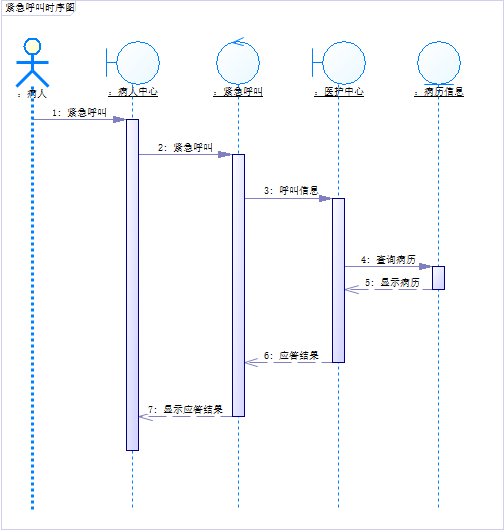 紧急呼叫时序图
: 病人
: 病人中心
: 紧急呼叫
: 医护中心
: 病历信息
1: 紧急呼叫
2: 紧急呼叫
3: 呼叫信息
4: 查询病历
5: 显示病历
6: 应答结果
7: 显示应答结果